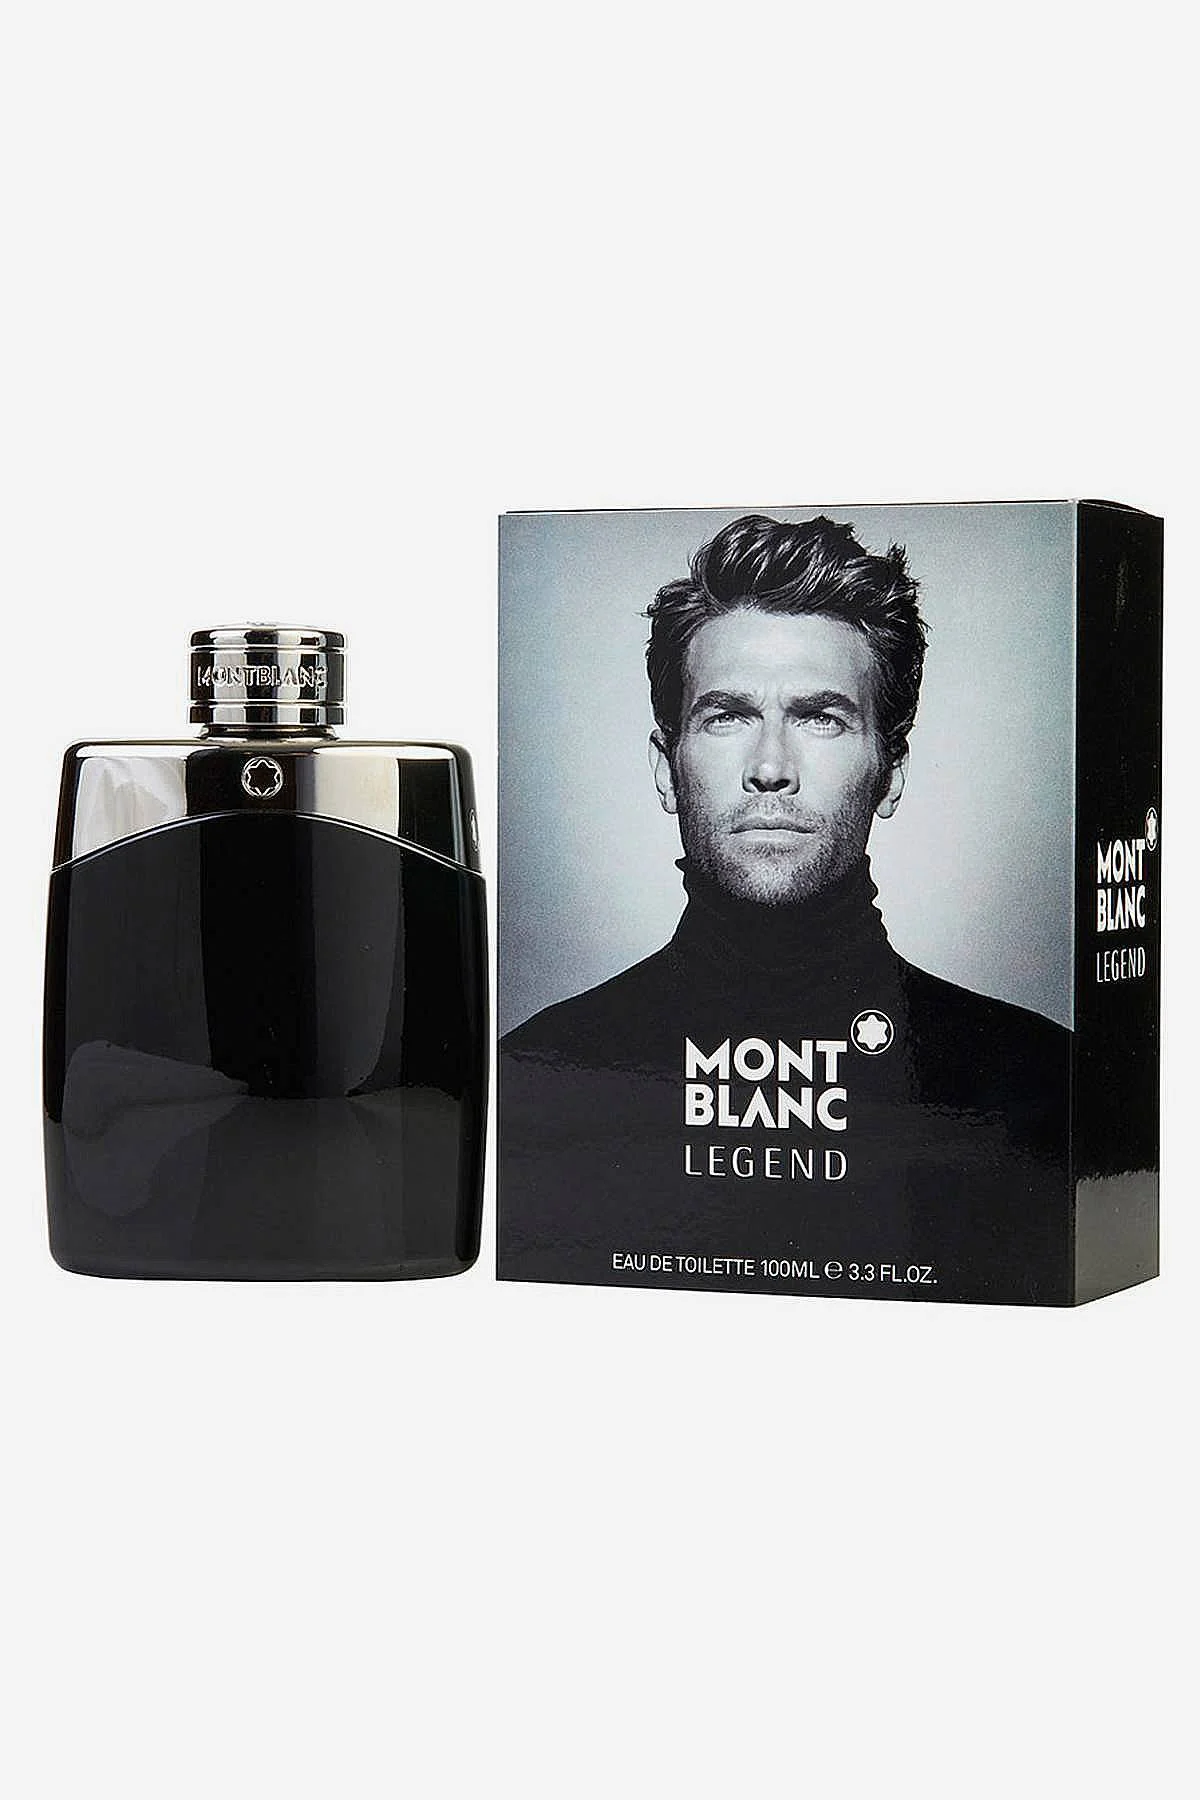 MONTBLANC
MONT
BLANC
LEGEND
EAU DE TOILETTE 100ML ℮ 3.3 FL.OZ.
MONT
BLANC
LEGEND